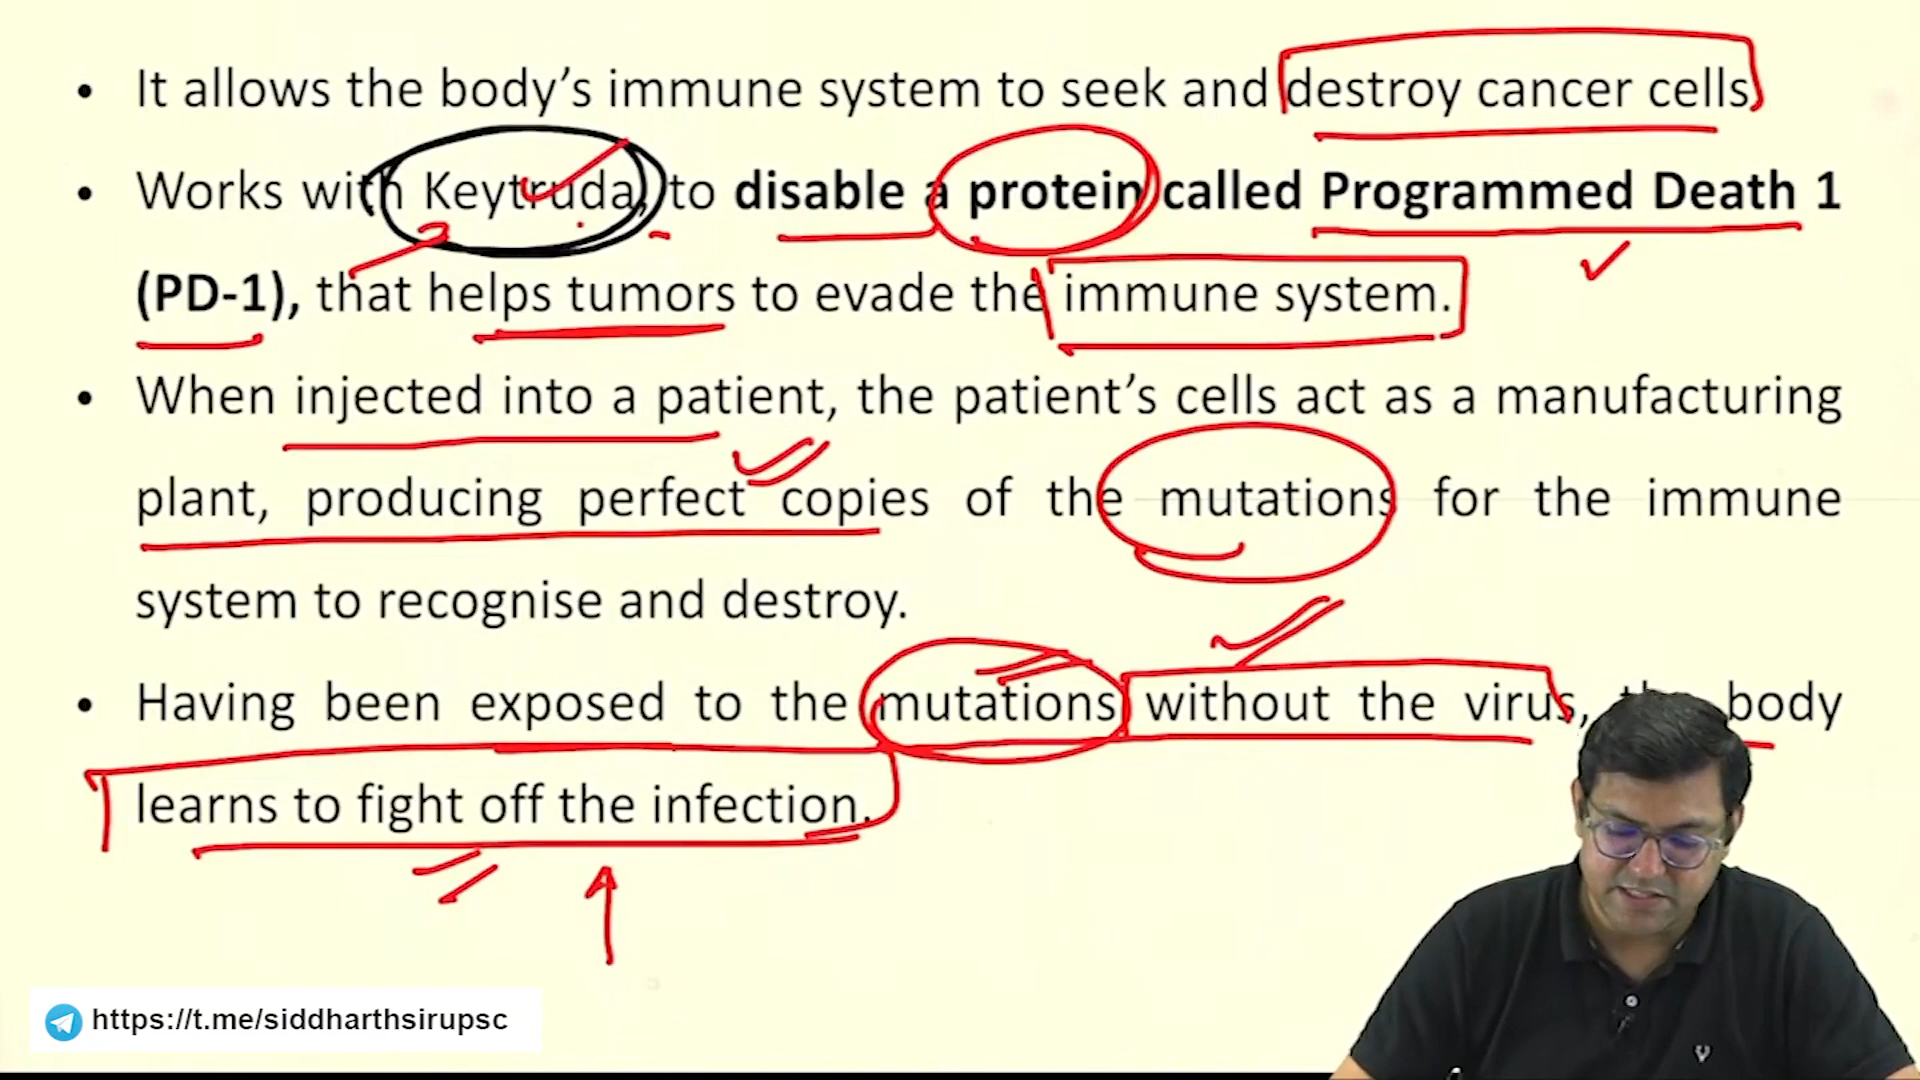 • It allows the body’s immune system to seek and destroy cancer cells
• Works with Keytruda, to disable a protein called Programmed Death 1
(PD-1), that helps tumors to evade the immune system.
• When injected into a patient, the patient’s cells act as a manufacturing
plant, producing perfect copies of the mutations for the immune
system to recognise and destroy.
• Having been exposed to the mutations without the virus, body
learns to fight off the infection.
https://t.me/siddharthsirupsc